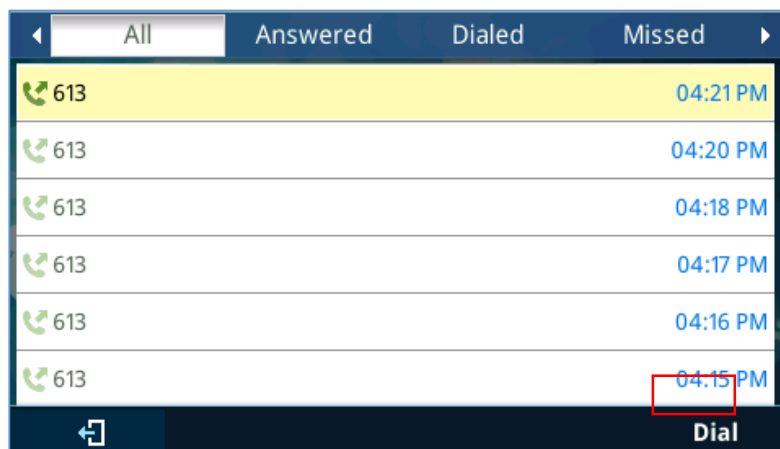 All Answered Dialed Missed
613 04:21 PM
613 04:20 PM
613 04:18 PM
613 04:17 PM
613 04:16 PM
613 04:15 PM
Dial